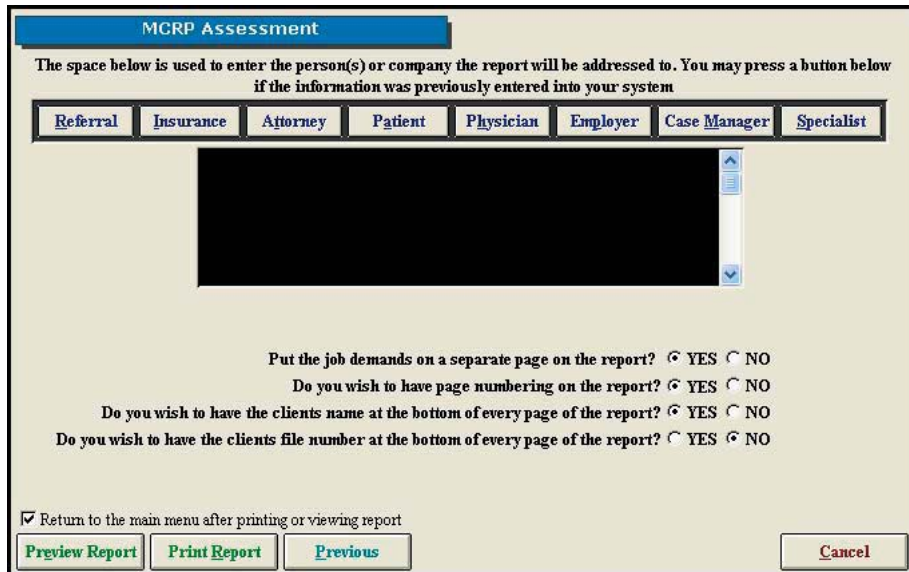 MCRP Assessment
The space below is used to enter the person(s) or company the report will be addressed to. You may press a button below
if the information was previously entered into your system
Referral Insurance Attorney Patient Physician Employer Case Manager Specialist
Put the job demands on a separate page on the report? YES NO
Do you wish to have page numbering on the report? YES NO
Do you wish to have the clients name at the bottom of every page of the report? YES NO
Do you wish to have the clients file number at the bottom of every page of the report? YES NO
Return to the main menu after printing or viewing report
Preview Report Print Report Previous Cancel